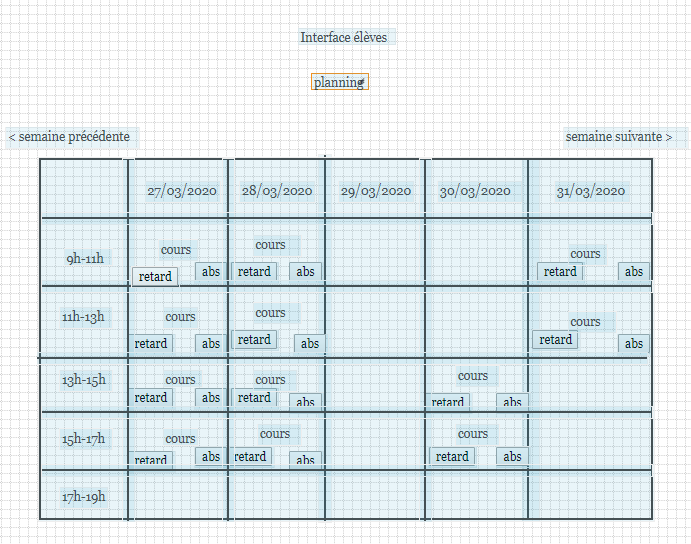 Interface élèves
planning
< semaine précédente semaine suivante >
27/03/2020 28/03/2020 29/03/2020 30/03/2020 31/03/2020
9h-11h cours cours cours
retard abs retard abs retard abs
11h-13h cours cours cours
retard abs retard abs retard abs
13h-15h cours cours cours
retard abs retard abs retard abs
15h-17h cours cours cours
retard abs retard abs retard abs
17h-19h